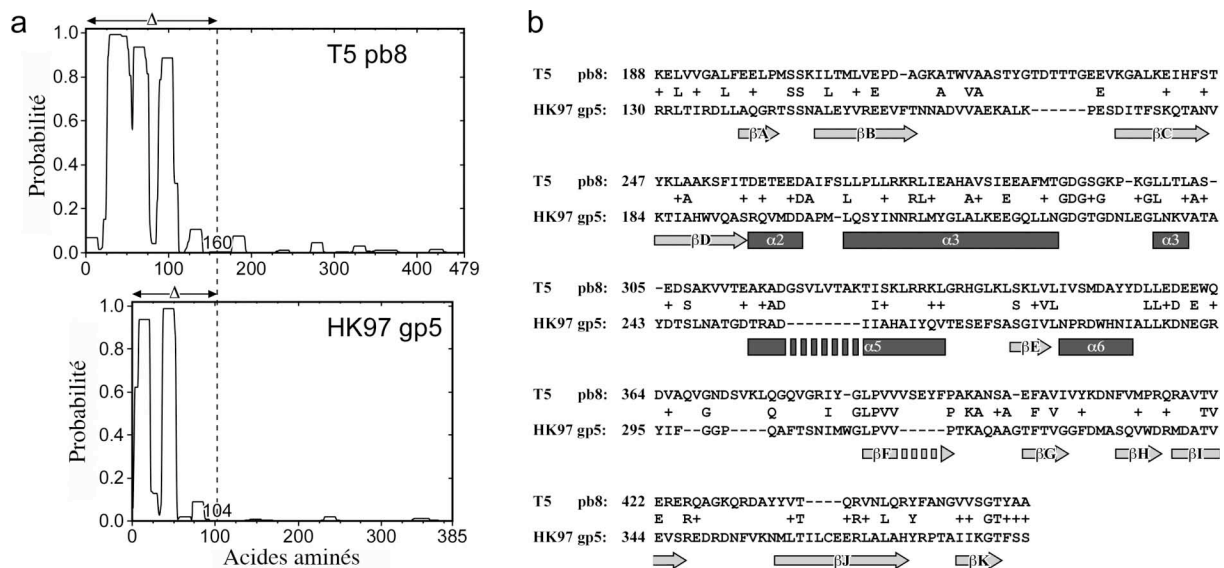 a
Δ
T5 pb8
Probabilité
1.0
0.8
0.6
0.4
0.2
0.0
160
0
100
200
300
400
479
Δ
HK97 gp5
Probabilité
1.0
0.8
0.6
0.4
0.2
0.0
104
0
100
200
300
385
Acides aminés
b
T5 pb8: 188 KELVVGALFEELPMSSKILTMLVEPDA-AGKATWVAASTYGTDTTTGEEVKGALKEIHFST
+ L + L + SS L + E A VA E + +
HK97 gp5: 130 RRLTIRDLLAQGRTSSNALEYVREEVFTNNADVVAEKALK------PESDITFSKQTANV
βA βB βC
T5 pb8: 247 YKLAAKSFITDETEEDAIFSLLPLLRKRLIEAHAVSIEEAFMTGDGSGKP-KGLLTLAS-
+A + +DA L + RL+ +A+ E + GDG+G +GL +A+
HK97 gp5: 184 KTIAHWVQASRQVMDDAPM-LQSYINNRLMYGLALKEEGQLLNGDGTGDNLEGLNKVATA
βD α2 α3 α3
T5 pb8: 305 -EDSAKVVTEAKADGSVLVTAKTISKLRRKLGRHGLKLSKLVLIVSMDAYYDLLEDEEWQ
+ S + +AD I+ + ++ S +VL LL+D E +
HK97 gp5: 243 YDTSLNATGDTRAD--------IIAHAIYQVTESEFSASGIVLNPRDWHNIALLKDNEGR
α5 βE α6
T5 pb8: 364 DVAQVGNDSVKLQGQVGRIY-GLPVVVSEYFPAKANSA-EFAVIVYKDNFVMPRQRAVTV
+ G Q I GLPVV P KA +A F V + + + TV
HK97 gp5: 295 YIF--GGP----QAFTSNIMWGLPVV-----PTKAQAAGTFTVGGFDMASQVWDRMDATV
βF βG βH βI
T5 pb8: 422 ERERQAGKQRDAYYVT-----QRVNLQRYFANGVVSGTYAA
E R+ +T +R+ L Y ++ GT+++
HK97 gp5: 344 EVSREDRDNFVKNMLTILCEERLALAHYRPTAIIKGTFSS
βJ βK